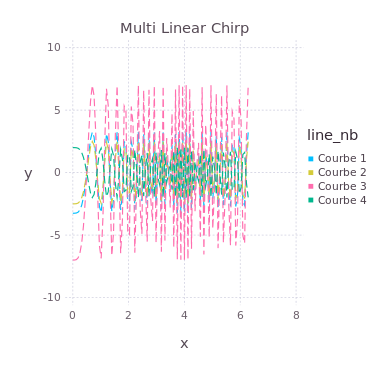 Multi Linear Chirp
10
5
0
-5
-10
y
0
2
4
6
8
x
line_nb
Courbe 1
Courbe 2
Courbe 3
Courbe 4